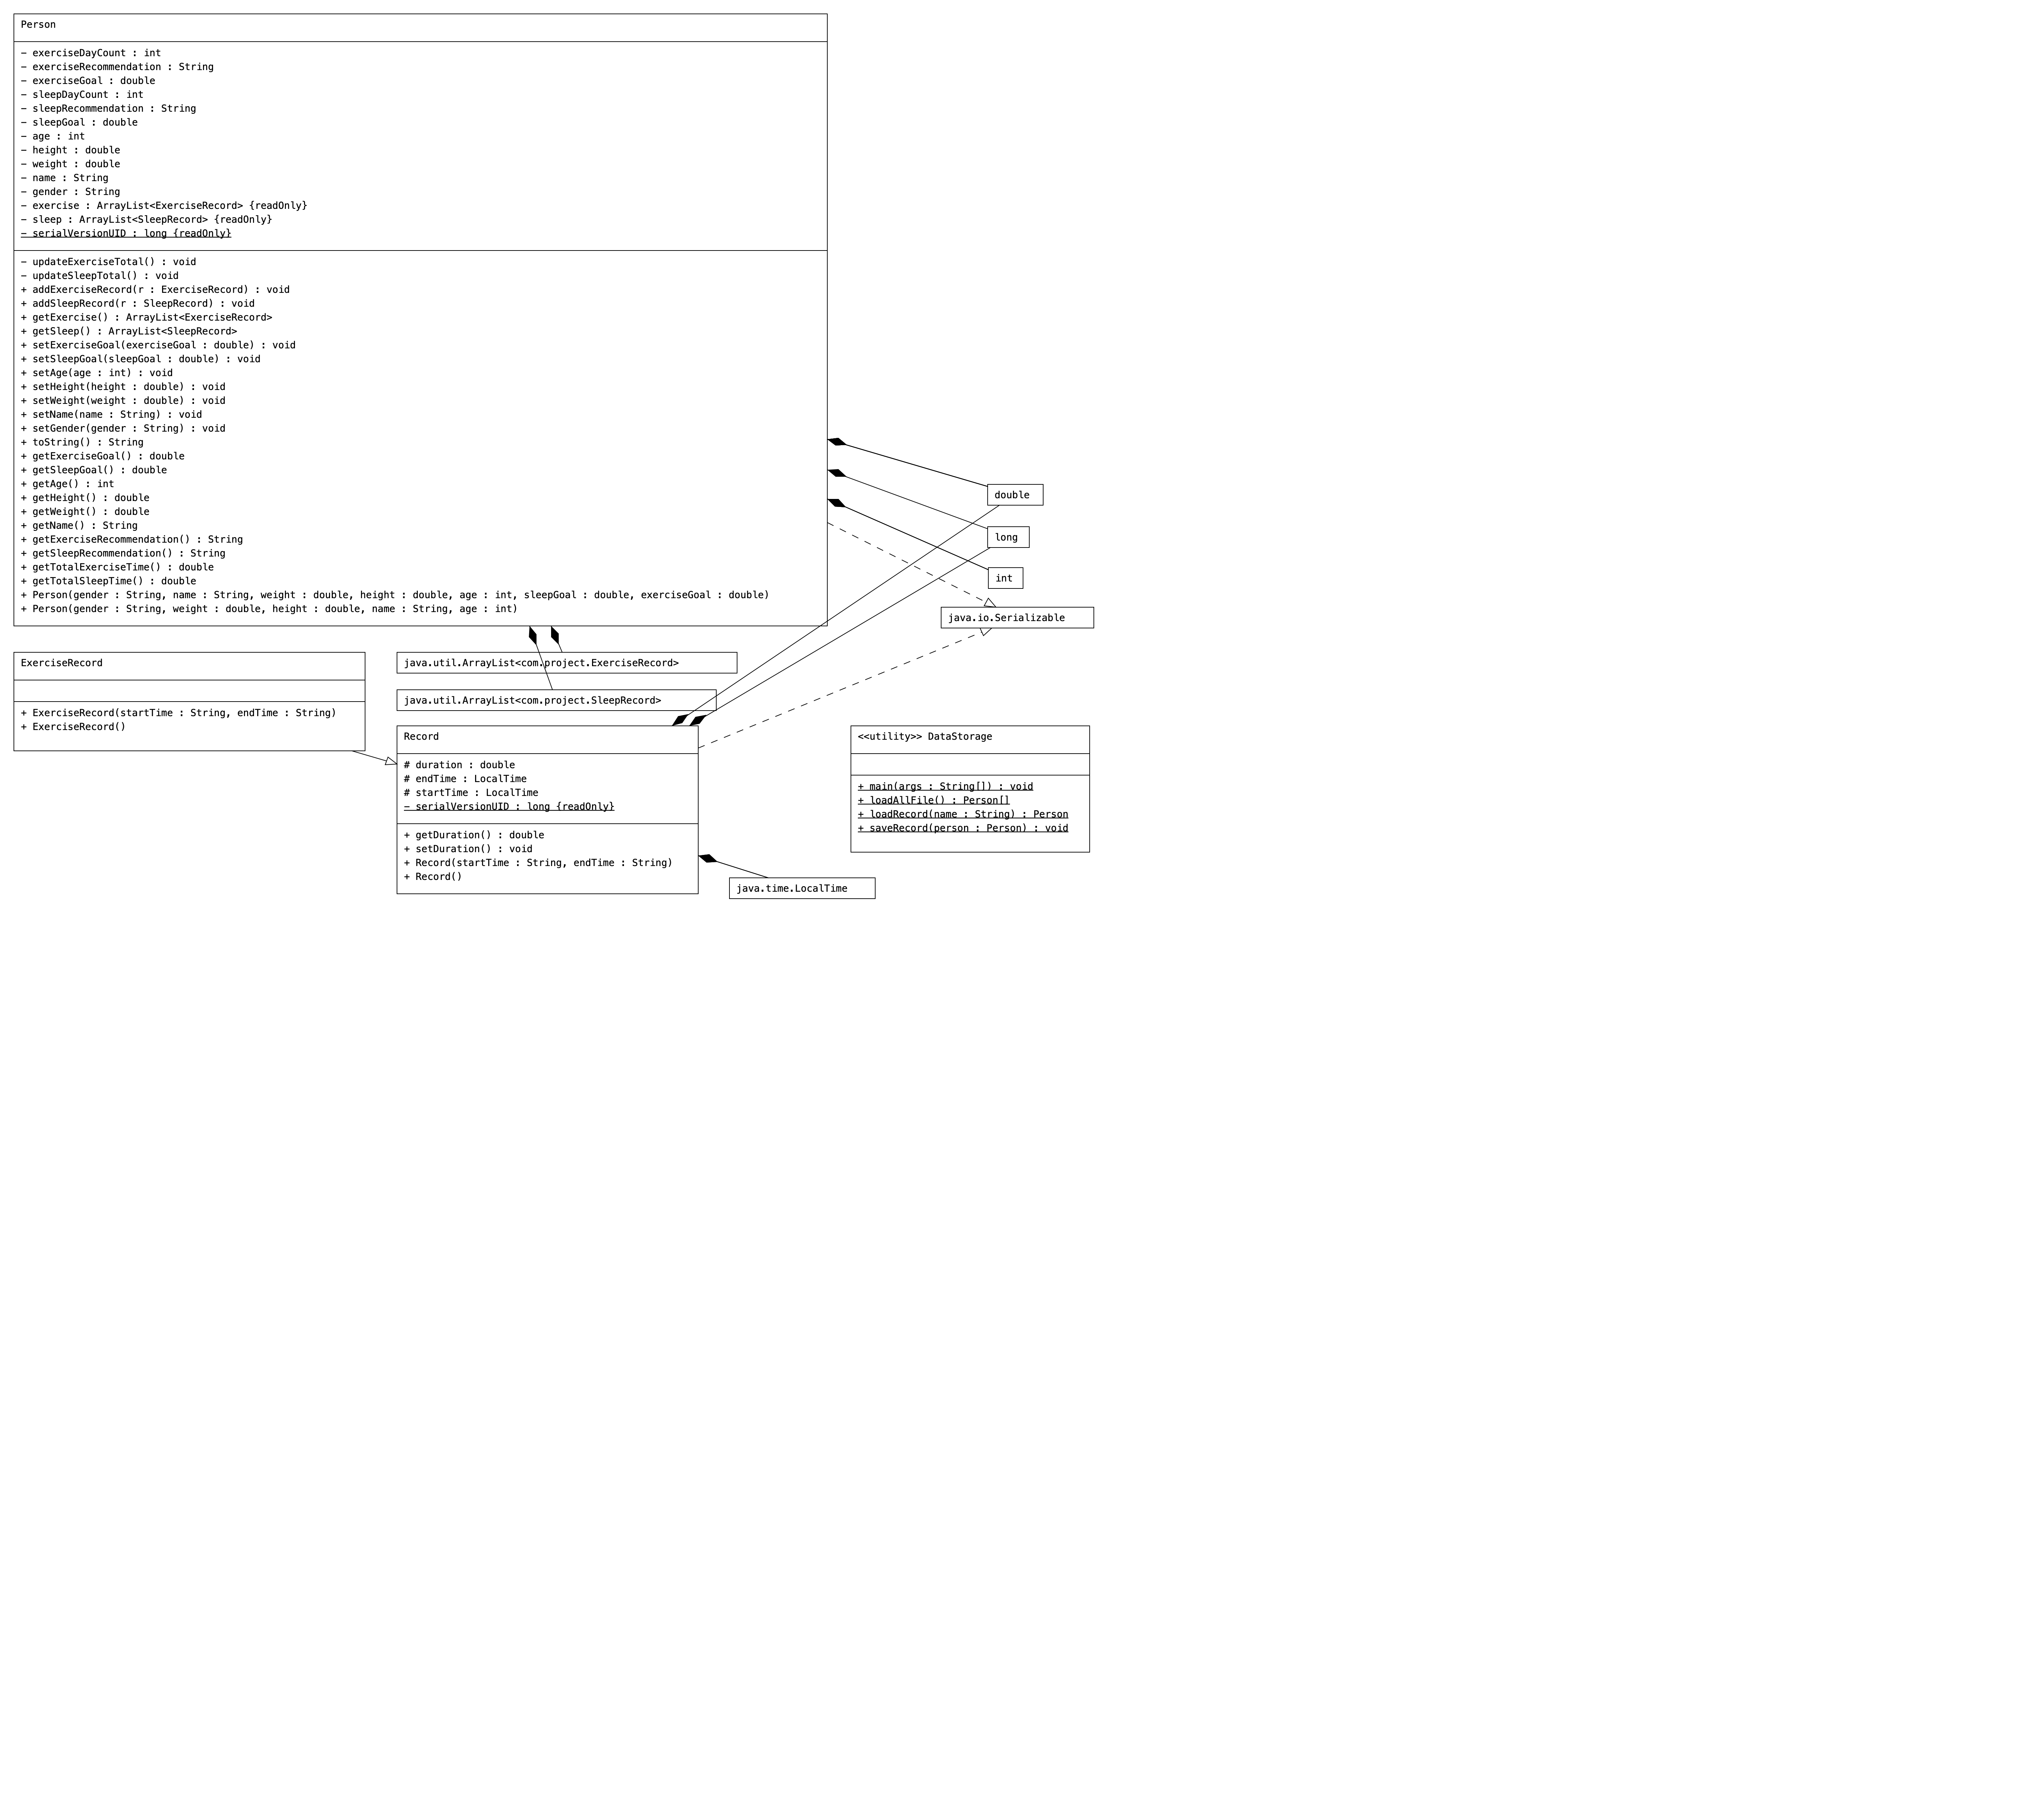 Person
− exerciseDayCount : int
− exerciseRecommendation : String
− exerciseGoal : double
− sleepDayCount : int
− sleepRecommendation : String
− sleepGoal : double
− age : int
− height : double
− weight : double
− name : String
− gender : String
− exercise : ArrayList<ExerciseRecord> {readOnly}
− sleep : ArrayList<SleepRecord> {readOnly}
− serialVersionUID : long {readOnly}
− updateExerciseTotal() : void
− updateSleepTotal() : void
+ addExerciseRecord(r : ExerciseRecord) : void
+ addSleepRecord(r : SleepRecord) : void
+ getExercise() : ArrayList<ExerciseRecord>
+ getSleep() : ArrayList<SleepRecord>
+ setExerciseGoal(exerciseGoal : double) : void
+ setSleepGoal(sleepGoal : double) : void
+ setAge(age : int) : void
+ setHeight(height : double) : void
+ setWeight(weight : double) : void
+ setName(name : String) : void
+ setGender(gender : String) : void
+ toString() : String
+ getExerciseGoal() : double
+ getSleepGoal() : double
+ getAge() : int
+ getHeight() : double
+ getWeight() : double
+ getName() : String
+ getExerciseRecommendation() : String
+ getSleepRecommendation() : String
+ getTotalExerciseTime() : double
+ getTotalSleepTime() : double
+ Person(gender : String, name : String, weight : double, height : double, age : int, sleepGoal : double, exerciseGoal : double)
+ Person(gender : String, weight : double, height : double, name : String, age : int)
double
long
int
java.io.Serializable
ExerciseRecord
+ ExerciseRecord(startTime : String, endTime : String)
+ ExerciseRecord()
java.util.ArrayList<com.project.ExerciseRecord>
java.util.ArrayList<com.project.SleepRecord>
Record
# duration : double
# endTime : LocalTime
# startTime : LocalTime
− serialVersionUID : long {readOnly}
+ getDuration() : double
+ setDuration() : void
+ Record(startTime : String, endTime : String)
+ Record()
<<utility>> DataStorage
+ main(args : String[]) : void
+ loadAllFile() : Person[]
+ loadRecord(name : String) : Person
+ saveRecord(person : Person) : void
java.time.LocalTime